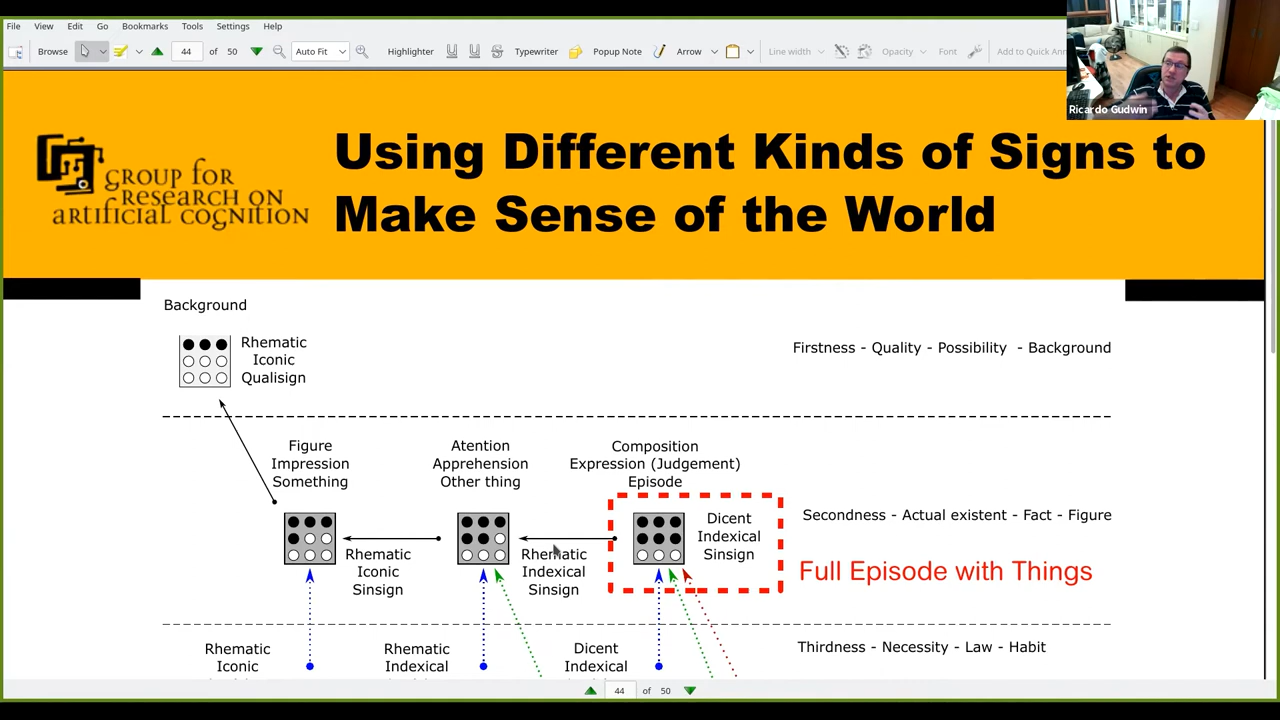 File View Edit Go Bookmarks Tools Settings Help
Browse 44 of 50 Auto Fit Highlighter Typewriter Popup Note Arrow Line width Opacity Font Add to Quick
Ricardo Gudwin
GROUP FOR
RESEARCH ON
ARTIFICIAL COGNITION
Using Different Kinds of Signs to
Make Sense of the World
Background
Rhematic
Iconic
Qualisign
Firstness - Quality - Possibility - Background
Figure
Impression
Something
Atention
Apprehension
Other thing
Composition
Expression (Judgement)
Episode
Rhematic
Iconic
Sinsign
Rhematic
Indexical
Sinsign
Dicent
Indexical
Sinsign
Secondness - Actual existent - Fact - Figure
Full Episode with Things
Thirdness - Necessity - Law - Habit
Rhematic
Iconic
Rhematic
Indexical
Dicent
Indexical
44 of 50